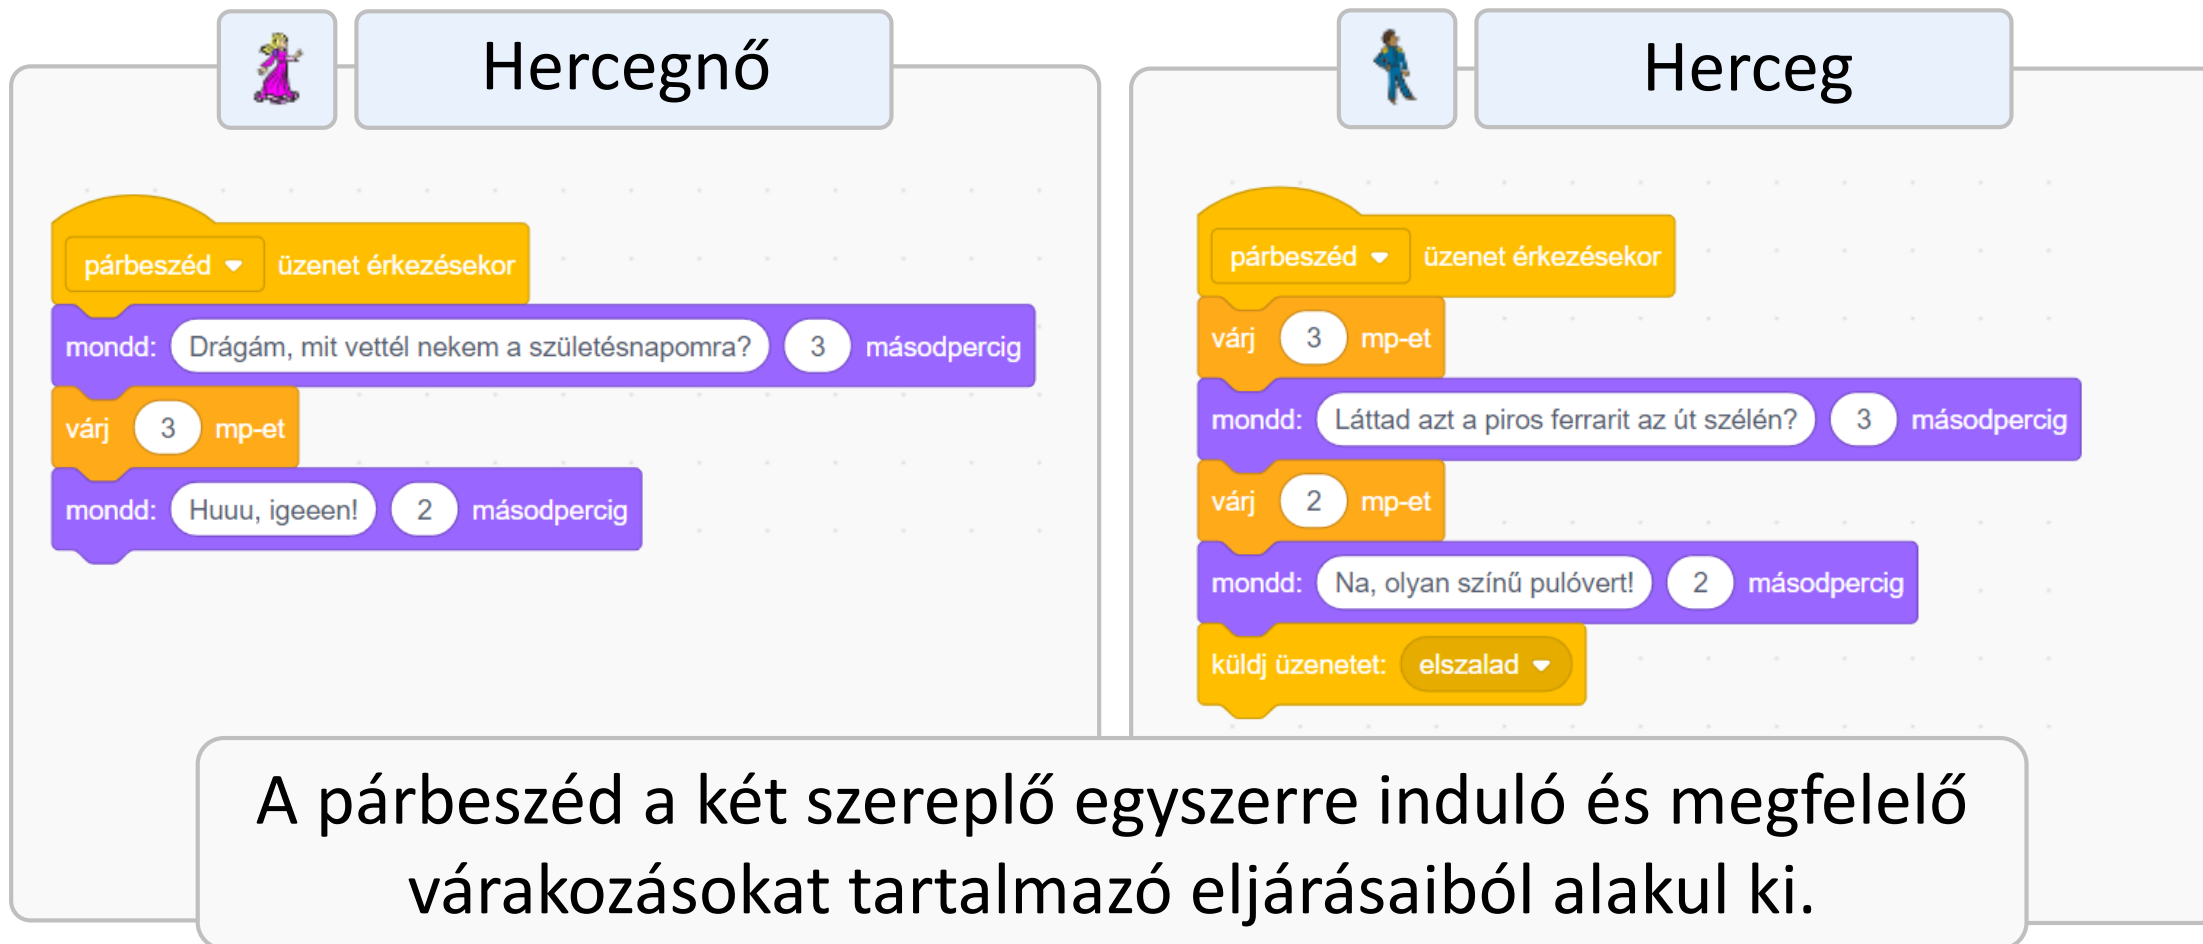 Hercegnő
párbeszéd üzenet érkezésekor
mondd: Drágám, mit vettél nekem a születésnapomra? 3 másodpercig
várj 3 mp-et
mondd: Huuu, igeeen! 2 másodpercig
Herceg
párbeszéd üzenet érkezésekor
várj 3 mp-et
mondd: Láttad azt a piros ferrarit az út szélén? 3 másodpercig
várj 2 mp-et
mondd: Na, olyan színű pulóvert! 2 másodpercig
küldj üzenetet: elszalad
A párbeszéd a két szereplő egyszerre induló és megfelelő
várakozásokat tartalmazó eljárásaiból alakul ki.